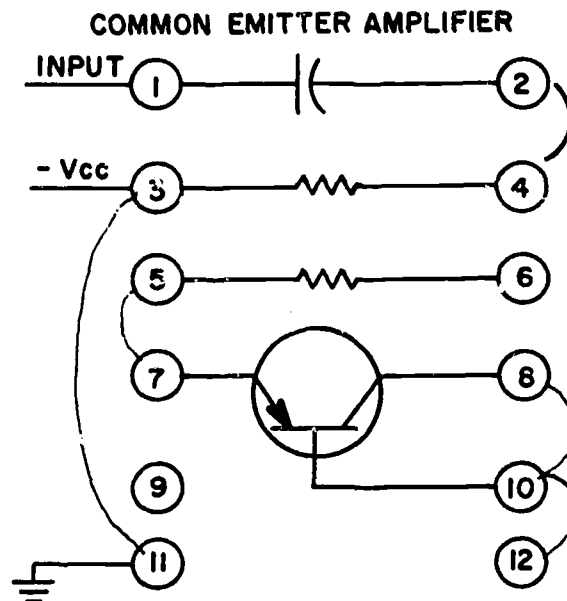 COMMON EMITTER AMPLIFIER
INPUT 1 2
- Vcc 3 4
5 6
7 8
9 10
11 12